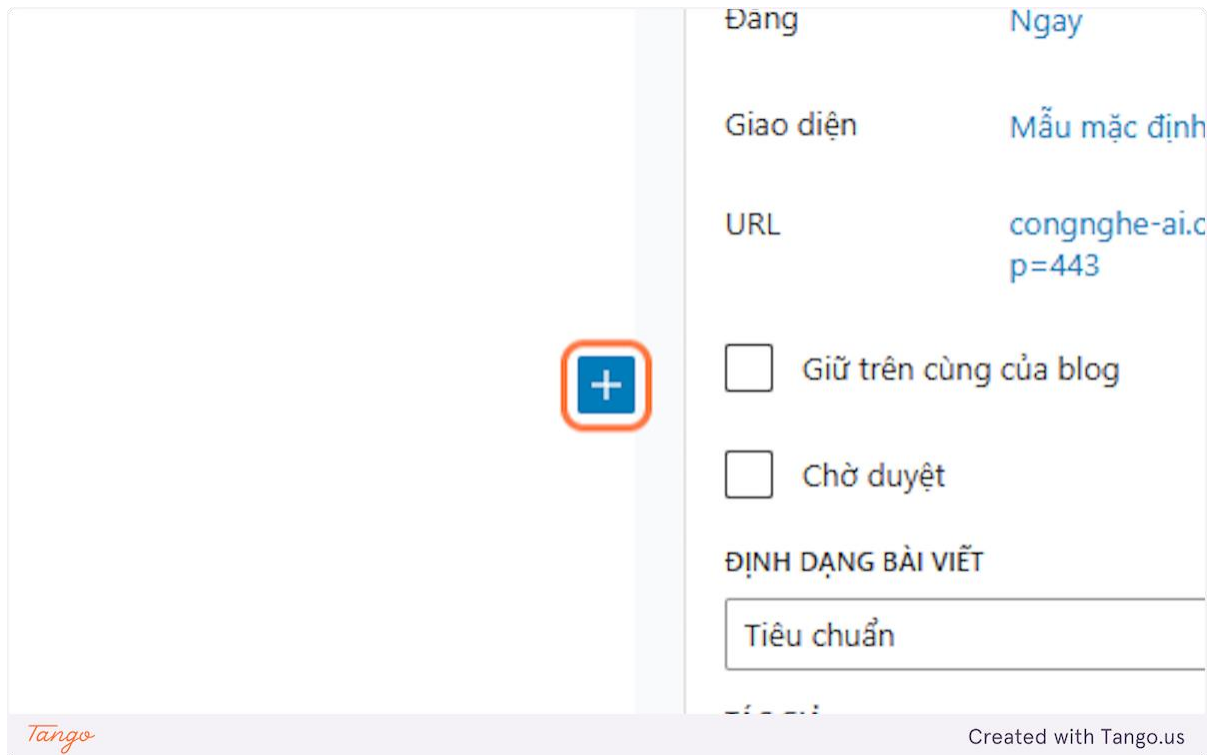 Đăng
Ngay
Giao diện
Mẫu mặc định
URL
congnghe-ai.c
p=443
Giữ trên cùng của blog
Chờ duyệt
ĐỊNH DẠNG BÀI VIẾT
Tiêu chuẩn
Tango
Created with Tango.us